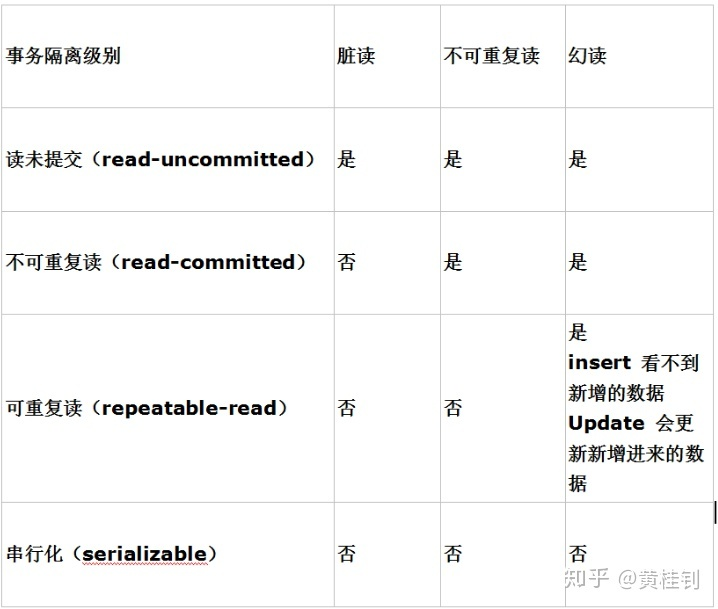 事务隔离级别 脏读 不可重复读 幻读
读未提交（read-uncommitted） 是 是 是
不可重复读（read-committed） 否 是 是
可重复读（repeatable-read） 否 否 是
insert 看不到
新增的数据
Update 会更
新新增进来的数
据
串行化（serializable） 否 否 否
知乎 @黄桂钊